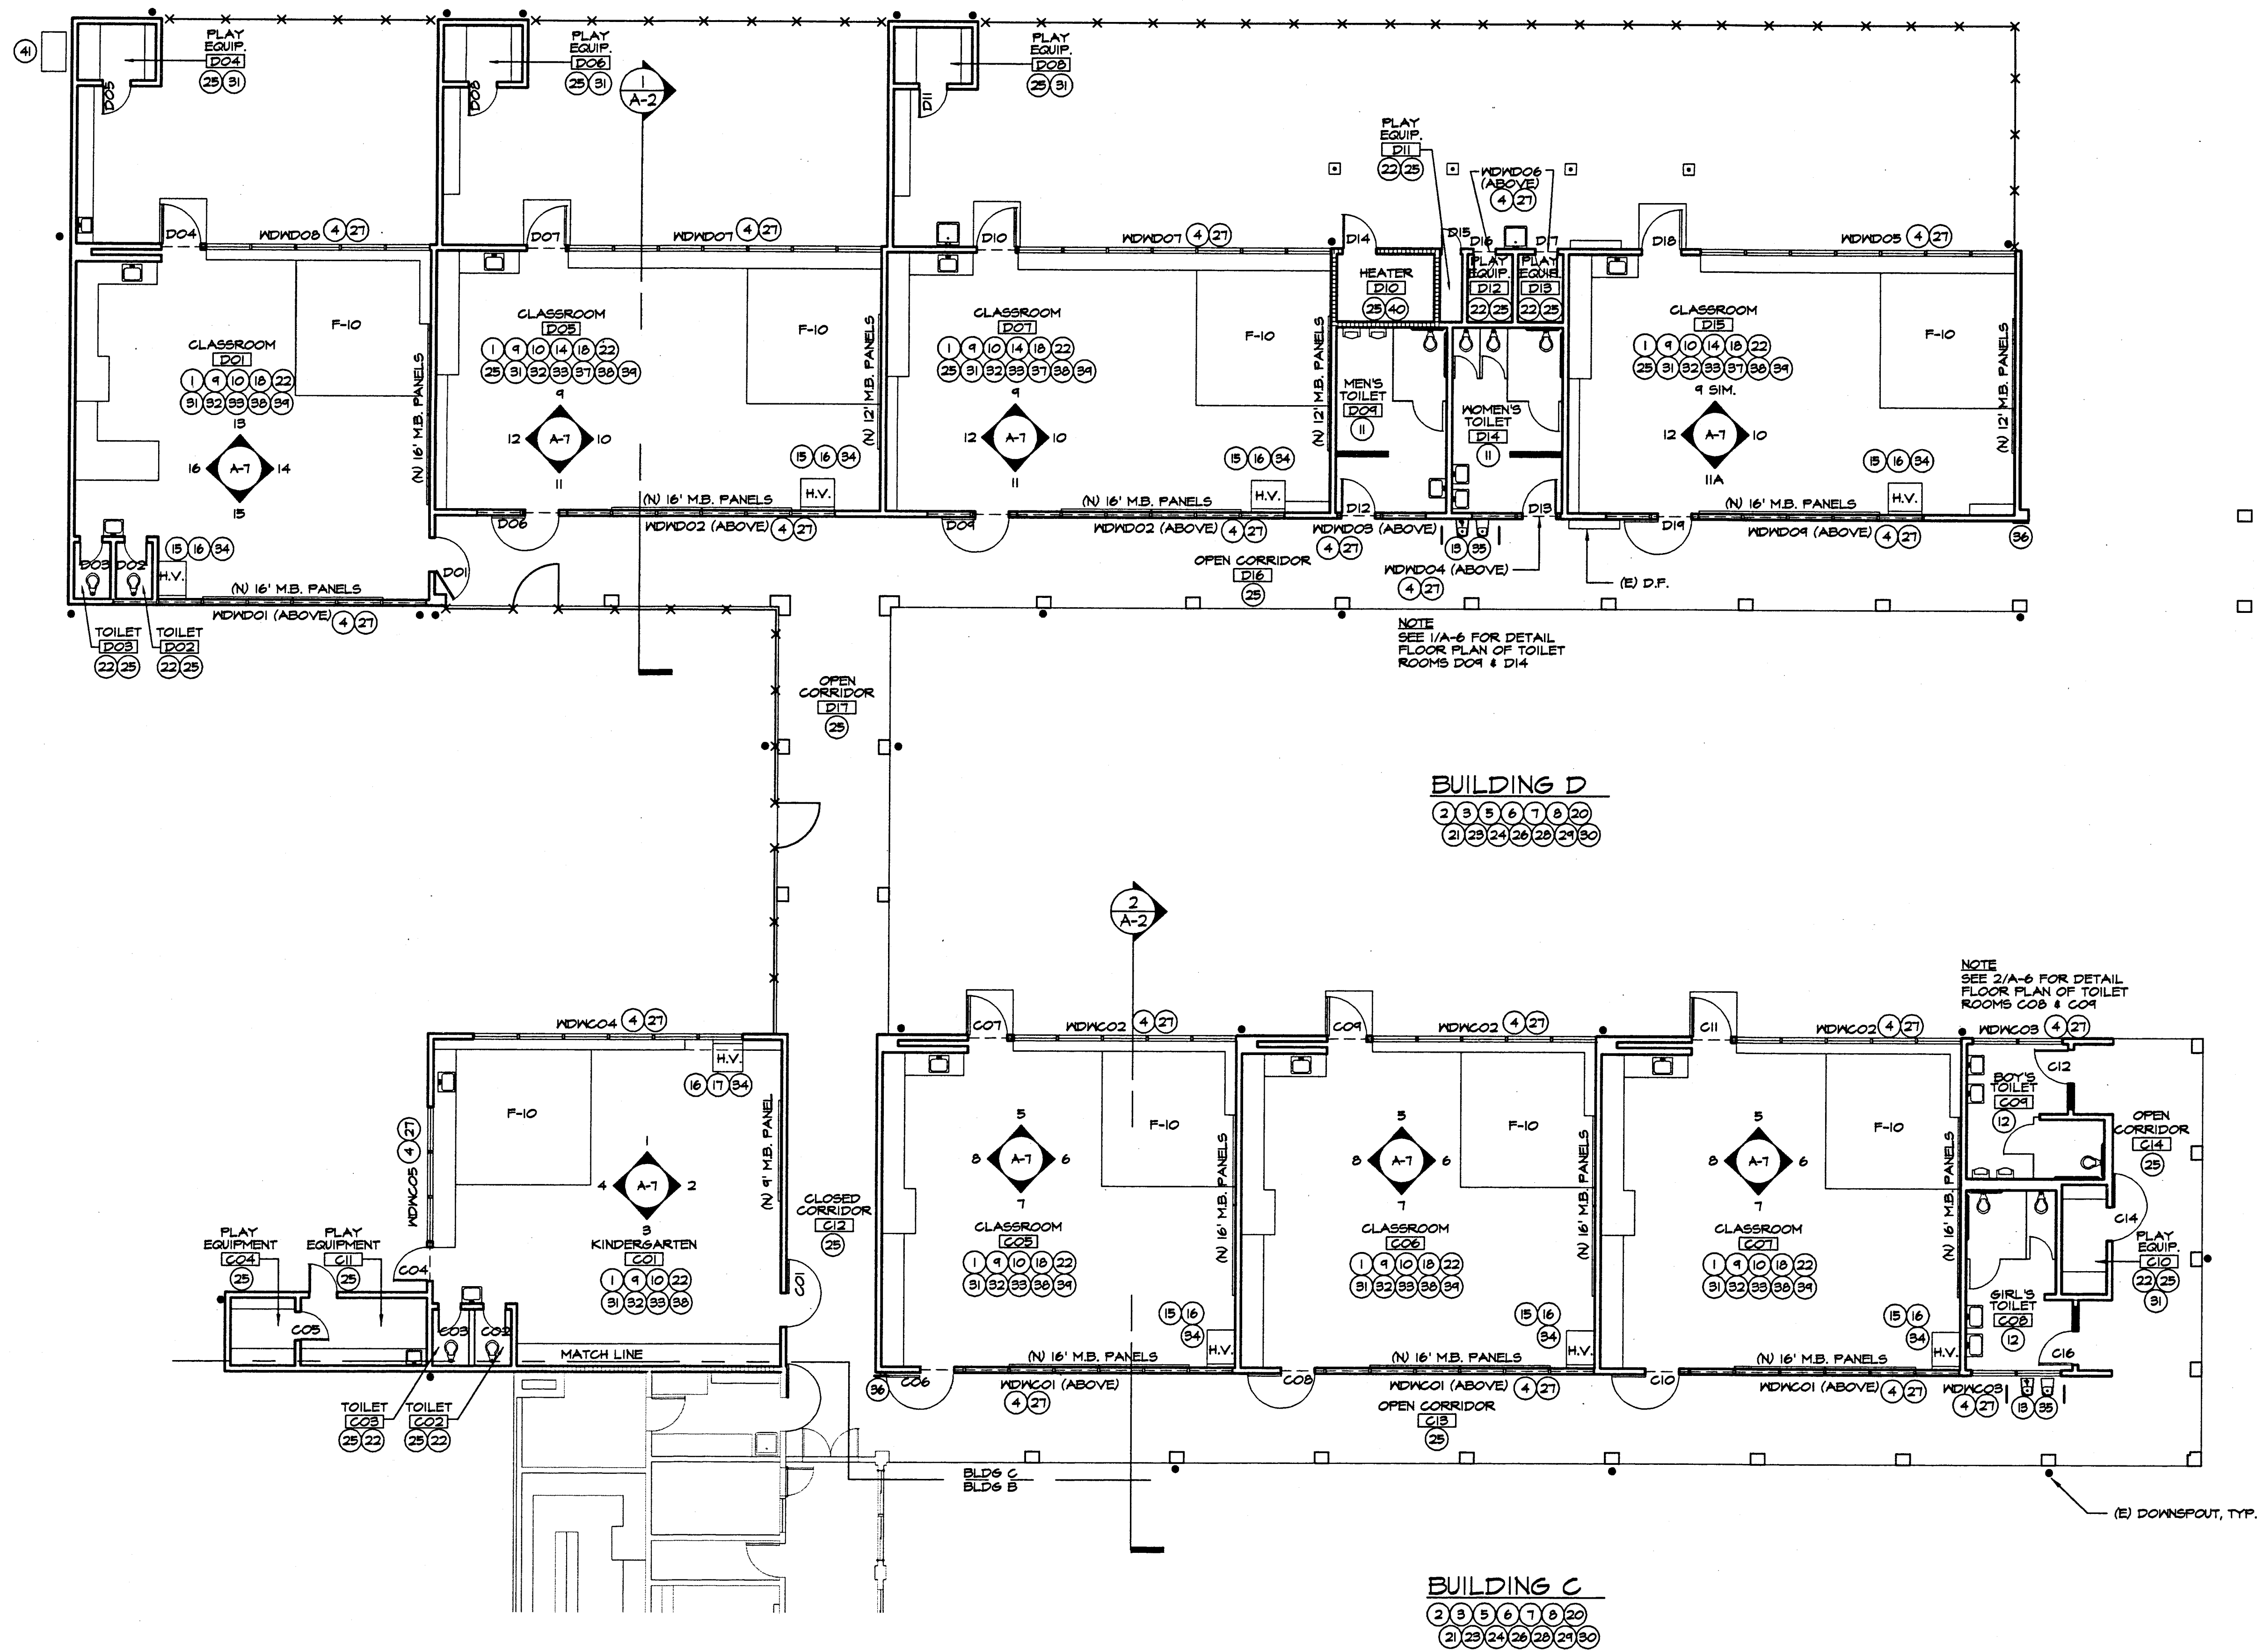 41
PLAY
EQUIP.
D04
25 31
D05
PLAY
EQUIP.
D06
25 31
D08
1
A-2
PLAY
EQUIP.
D08
25 31
D11
PLAY
EQUIP.
D11
22 25
WDWD06
(ABOVE)
4 27
D04
WDWD08 4 27
D07
WDWD07 4 27
D10
WDWD07 4 27
D14
D15
D16
D17
D18
WDWD05 4 27
HEATER
D10
25 40
PLAY
EQUIP.
D12
22 25
PLAY
EQUIP.
D13
22 25
F-10
CLASSROOM
D01
1 9 10 18 22
31 32 33 38 39
13
16 A-7 14
15
(N) 16' M.B. PANELS
CLASSROOM
D05
1 9 10 14 18 22
25 31 32 33 37 38 39
9
12 A-7 10
11
F-10
(N) 12' M.B. PANELS
15 16 34
H.V.
(N) 16' M.B. PANELS
D06
WDWD02 (ABOVE) 4 27
CLASSROOM
D07
1 9 10 14 18 22
25 31 32 33 37 38 39
9
12 A-7 10
11
F-10
(N) 12' M.B. PANELS
15 16 34
H.V.
(N) 16' M.B. PANELS
D09
WDWD02 (ABOVE) 4 27
MEN'S
TOILET
D09
11
WOMEN'S
TOILET
D14
11
D12
D13
WDWD03 (ABOVE)
4 27
13 35
WDWD04 (ABOVE)
4 27
CLASSROOM
D15
1 9 10 14 18 22
25 31 32 33 37 38 39
9 SIM.
12 A-7 10
11A
F-10
(N) 12' M.B. PANELS
15 16 34
H.V.
(N) 16' M.B. PANELS
D19
WDWD09 (ABOVE) 4 27
36
(E) D.F.
D03
D02
15 16 34
H.V.
(N) 16' M.B. PANELS
D01
WDWD01 (ABOVE) 4 27
TOILET
D03
22 25
TOILET
D02
22 25
OPEN CORRIDOR
D16
25
NOTE
SEE 1/A-6 FOR DETAIL
FLOOR PLAN OF TOILET
ROOMS D09 & D14
OPEN
CORRIDOR
D17
25
BUILDING D
2 3 5 6 7 8 20
21 23 24 26 28 29 30
2
A-2
NOTE
SEE 2/A-6 FOR DETAIL
FLOOR PLAN OF TOILET
ROOMS C08 & C09
WDWC04 4 27
C07
WDWC02 4 27
C09
WDWC02 4 27
C11
WDWC02 4 27
WDWC03 4 27
H.V.
16 17 34
F-10
WDWC05 4 27
(N) 9' M.B. PANEL
1
4 A-7 2
3
KINDERGARTEN
C01
1 9 10 22
31 32 33 38
C01
CLOSED
CORRIDOR
C12
25
PLAY
EQUIPMENT
C04
25
PLAY
EQUIPMENT
C11
25
C04
C05
C03
C02
MATCH LINE
TOILET
C03
25 22
TOILET
C02
25 22
F-10
5
8 A-7 6
7
CLASSROOM
C05
1 9 10 18 22
31 32 33 38 39
(N) 16' M.B. PANELS
15 16
34
H.V.
(N) 16' M.B. PANELS
36
C06
WDWC01 (ABOVE)
4 27
F-10
5
8 A-7 6
7
CLASSROOM
C06
1 9 10 18 22
31 32 33 38 39
(N) 16' M.B. PANELS
15 16
34
H.V.
(N) 16' M.B. PANELS
C08
WDWC01 (ABOVE) 4 27
F-10
5
8 A-7 6
7
CLASSROOM
C07
1 9 10 18 22
31 32 33 38 39
(N) 16' M.B. PANELS
15 16
34
H.V.
(N) 16' M.B. PANELS
C10
WDWC01 (ABOVE) 4 27
C12
BOY'S
TOILET
C09
12
OPEN
CORRIDOR
C14
25
C14
PLAY
EQUIP.
C10
22 25
31
GIRL'S
TOILET
C08
12
C16
WDWC03
4 27
13 35
OPEN CORRIDOR
C13
25
BLDG C
BLDG B
(E) DOWNSPOUT, TYP.
BUILDING C
2 3 5 6 7 8 20
21 23 24 26 28 29 30